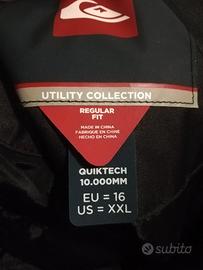 UTILITY COLLECTION
REGULAR
FIT
MADE IN CHINA
FABRIQUÉ EN CHINE
HECHO EN CHINA
QUIKTECH
10.000MM
EU = 16
US = XXL
subito